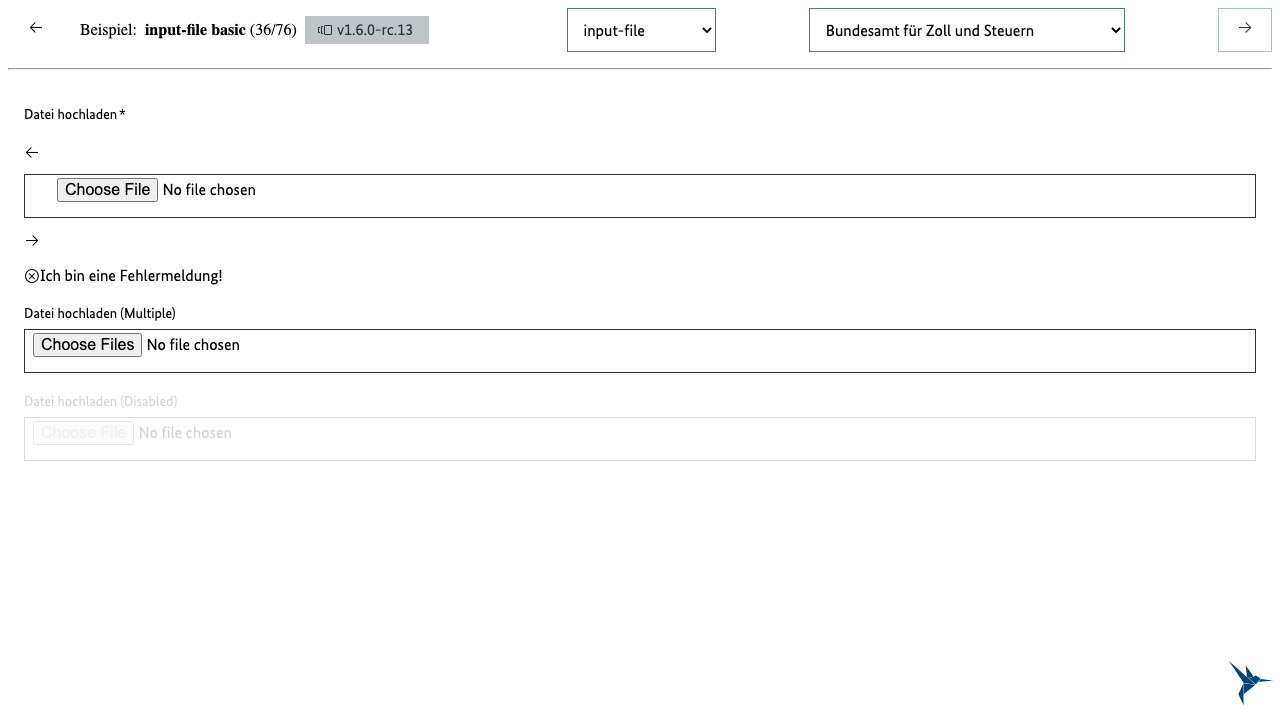 Beispiel: input-file basic (36/76) v1.6.0-rc.13 input-file Bundesamt für Zoll und Steuern
Datei hochladen*
Choose File No file chosen
Ich bin eine Fehlermeldung!
Datei hochladen (Multiple)
Choose Files No file chosen
Datei hochladen (Disabled)
Choose File No file chosen